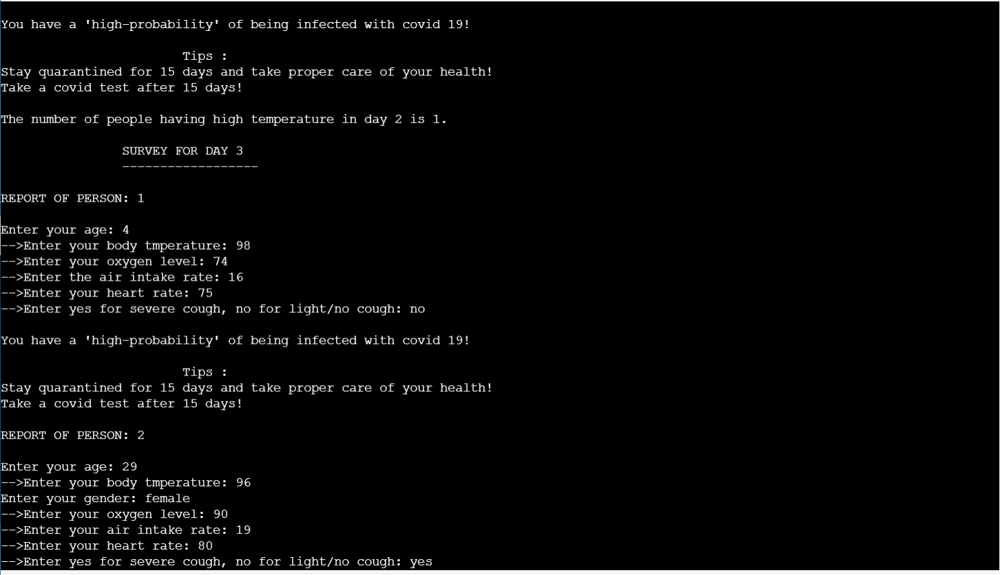 You have a 'high-probability' of being infected with covid 19!
Tips :
Stay quarantined for 15 days and take proper care of your health!
Take a covid test after 15 days!
The number of people having high temperature in day 2 is 1.
SURVEY FOR DAY 3
------------------
REPORT OF PERSON: 1
Enter your age: 4
-->Enter your body tmperature: 98
-->Enter your oxygen level: 74
-->Enter the air intake rate: 16
-->Enter your heart rate: 75
-->Enter yes for severe cough, no for light/no cough: no
You have a 'high-probability' of being infected with covid 19!
Tips :
Stay quarantined for 15 days and take proper care of your health!
Take a covid test after 15 days!
REPORT OF PERSON: 2
Enter your age: 29
-->Enter your body tmperature: 96
Enter your gender: female
-->Enter your oxygen level: 90
-->Enter your air intake rate: 19
-->Enter your heart rate: 80
-->Enter yes for severe cough, no for light/no cough: yes